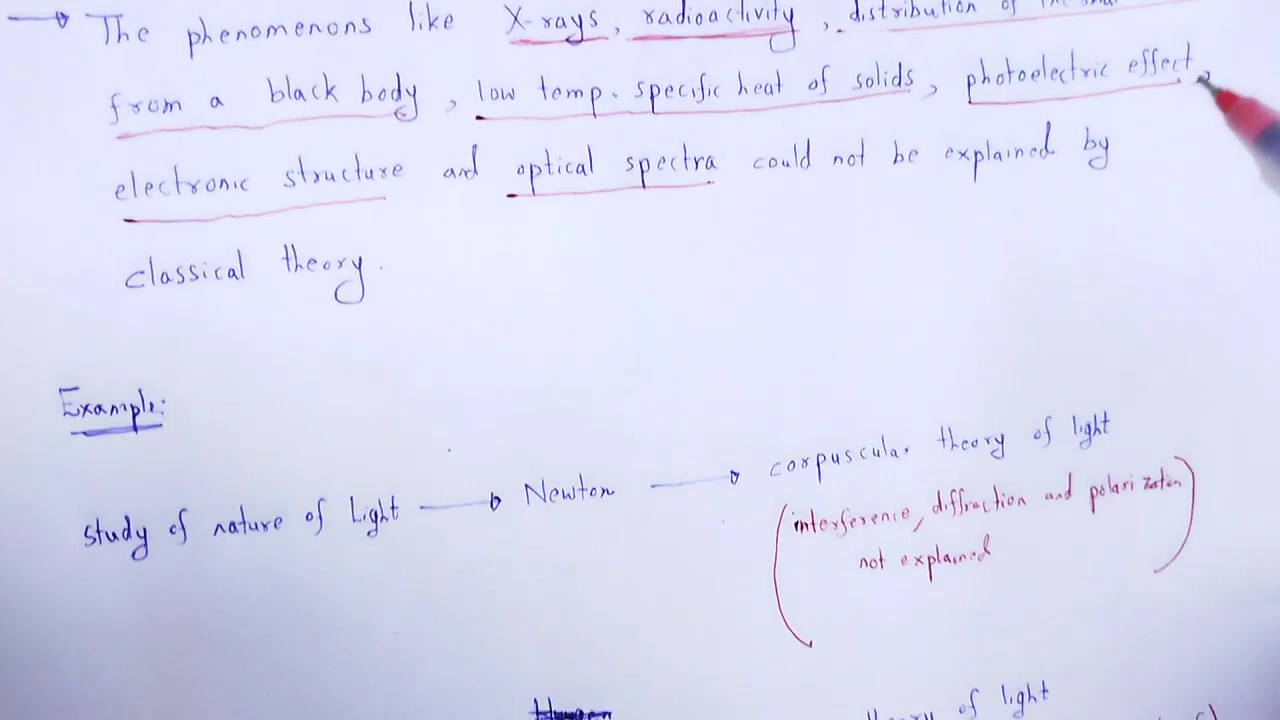 The phenomenons like X-rays, radioactivity, distribution of the
from a black body, low temp. specific heat of solids, photoelectric effect,
electronic structure and optical spectra could not be explained by
classical theory.
Example:
study of nature of Light → Newton → corpuscular theory of light
(interference, diffraction and polarization
not explained)
theory of light